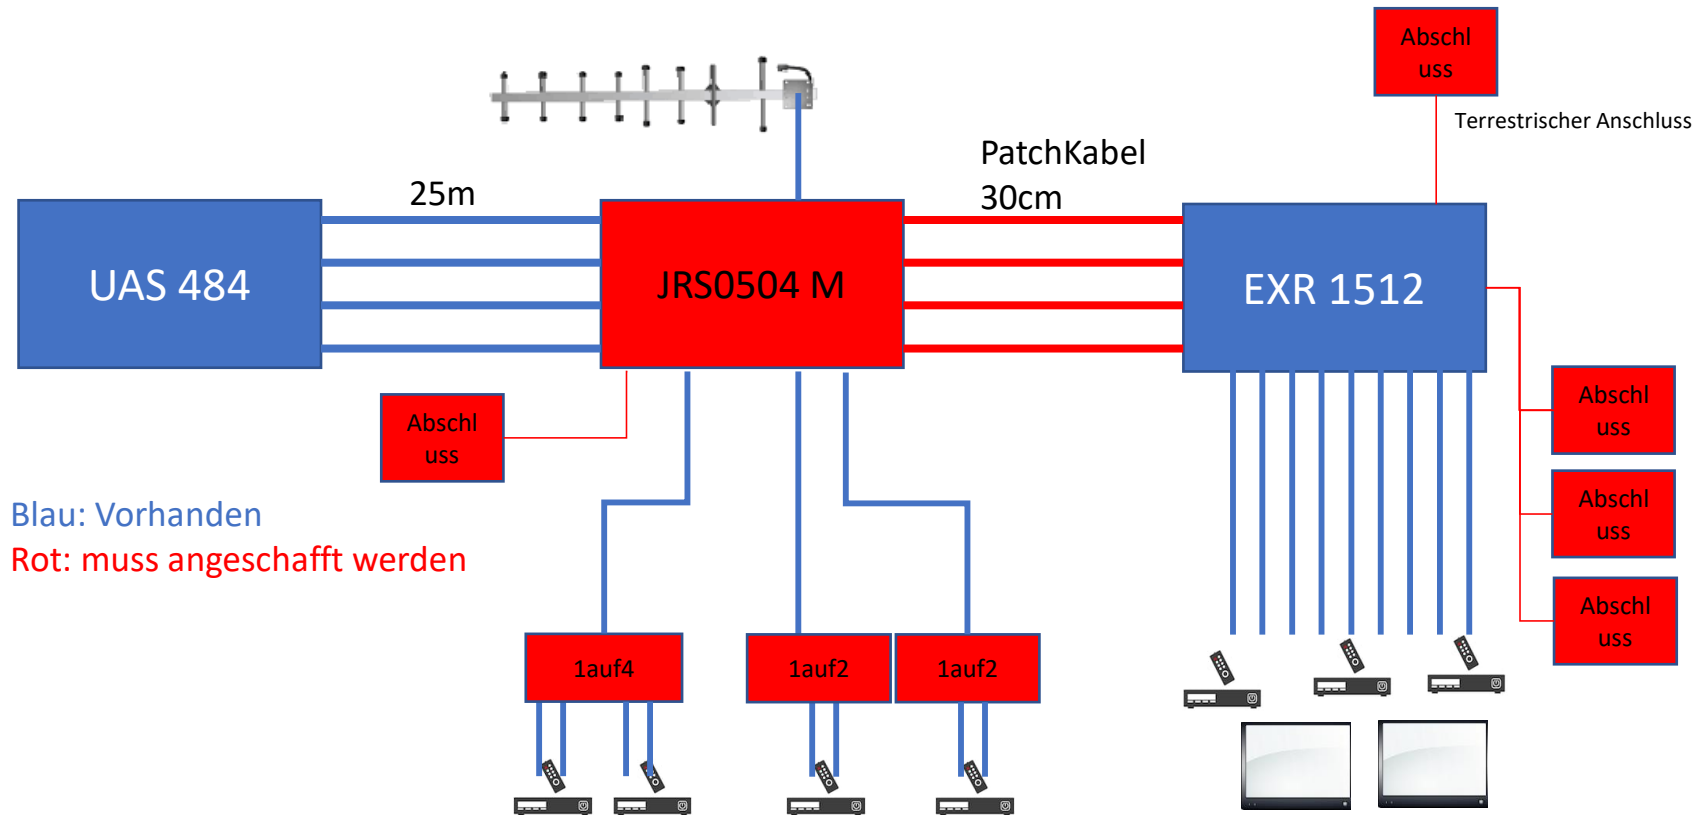 Abschl
uss
Terrestrischer Anschluss
PatchKabel
30cm
25m
UAS 484
JRS0504 M
EXR 1512
Abschl
uss
Abschl
uss
Abschl
uss
Abschl
uss
Blau: Vorhanden
Rot: muss angeschafft werden
1auf4
1auf2
1auf2